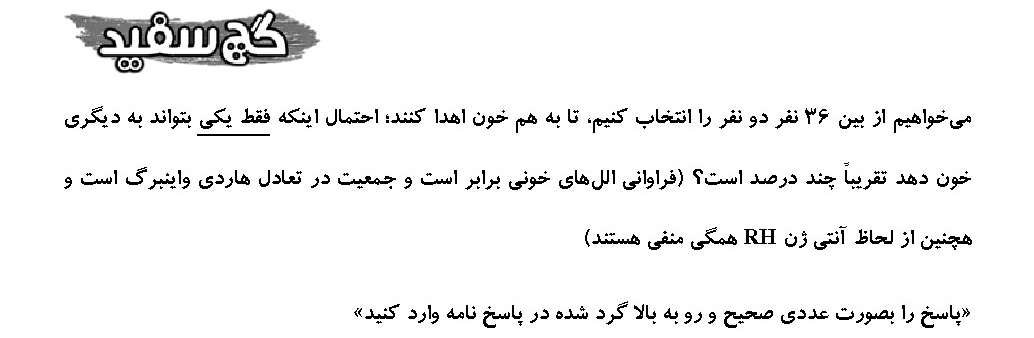 گچ سفید
می‌خواهیم از بین ۳۶ نفر دو نفر را انتخاب کنیم، تا به هم خون اهدا کنند؛ احتمال اینکه فقط یکی بتواند به دیگری
خون دهد تقریباً چند درصد است؟ (فراوانی الل‌های خونی برابر است و جمعیت در تعادل هاردی واینبرگ است و
هچنین از لحاظ آنتی ژن RH همگی منفی هستند)
«پاسخ را بصورت عددی صحیح و رو به بالا گرد شده در پاسخ نامه وارد کنید»